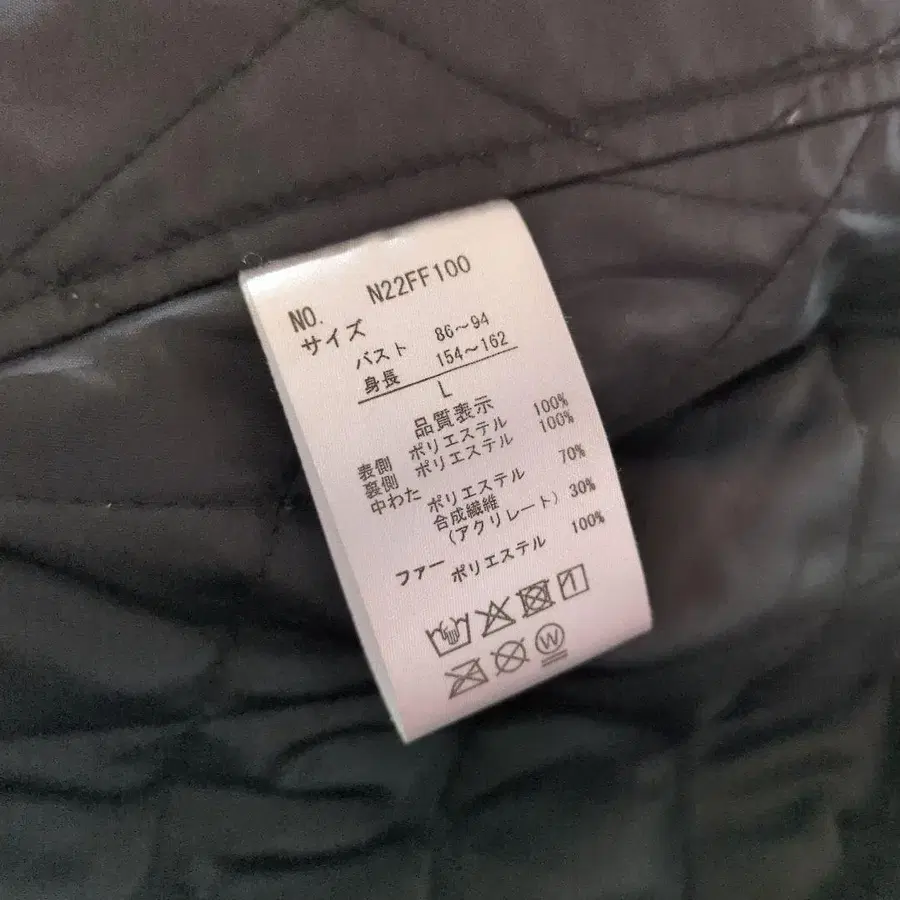 NO. N22FF100
サイズ
バスト 86～94
身長 154～162
L
品質表示
表側 ポリエステル 100%
裏側 ポリエステル 100%
中わた ポリエステル 70%
合成繊維
(アクリレート) 30%
ファー ポリエステル 100%
W